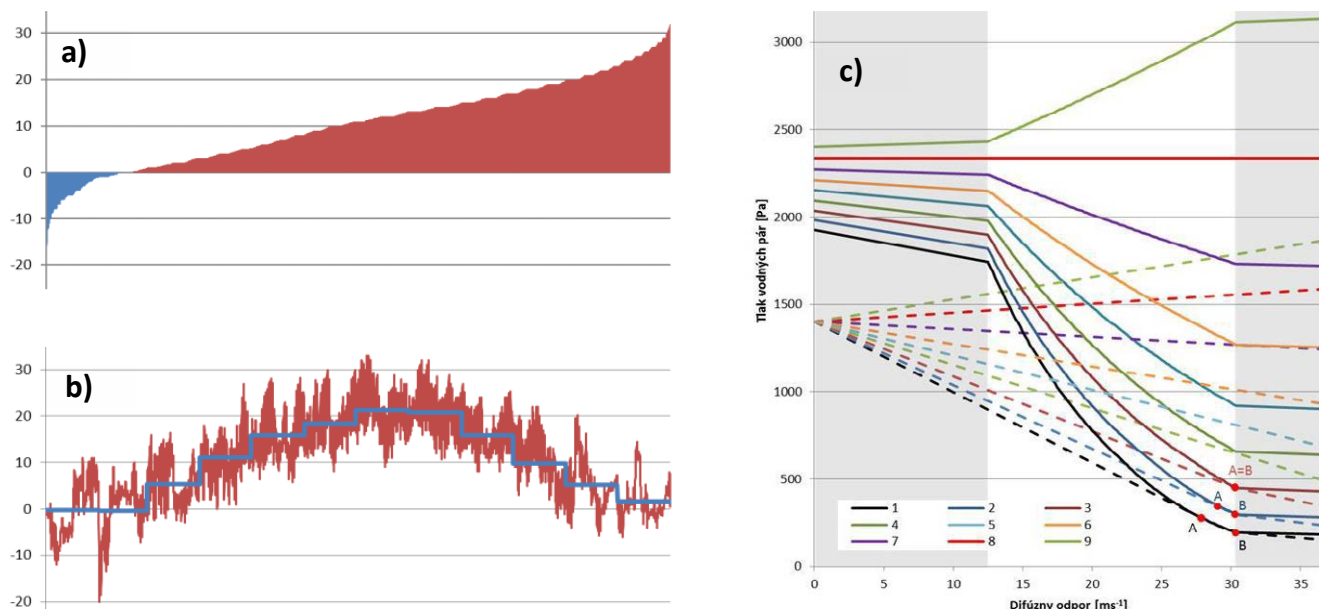 a)
30
20
10
0
-10
-20
b)
30
20
10
0
-10
-20
c)
Tlak vodných pár [Pa]
3000
2500
2000
1500
1000
500
0
A=B
A
B
A
B
1 2 3
4 5 6
7 8 9
0 5 10 15 20 25 30 35
Difúzny odpor [ms⁻¹]